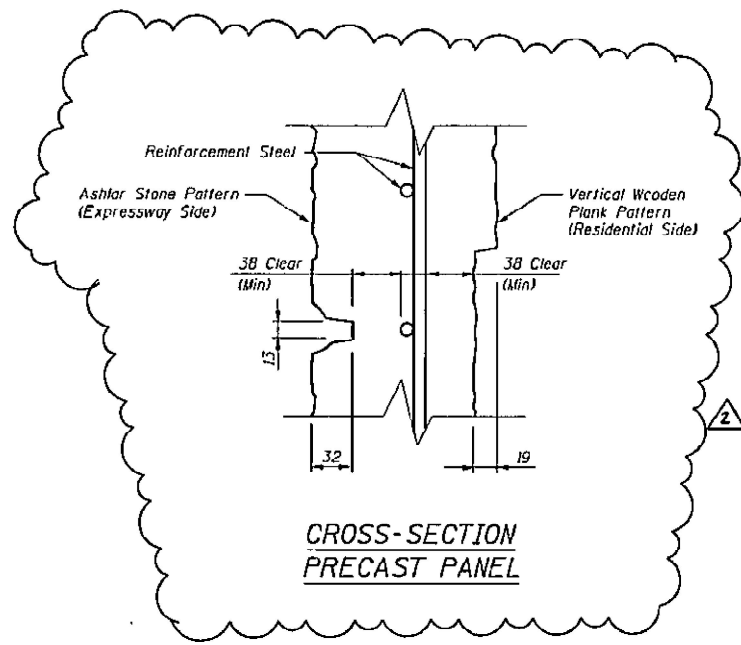 Reinforcement Steel
Ashlar Stone Pattern
(Expressway Side)
Vertical Wooden
Plank Pattern
(Residential Side)
38 Clear
(Min)
38 Clear
(Min)
13
32
19
2
CROSS-SECTION
PRECAST PANEL